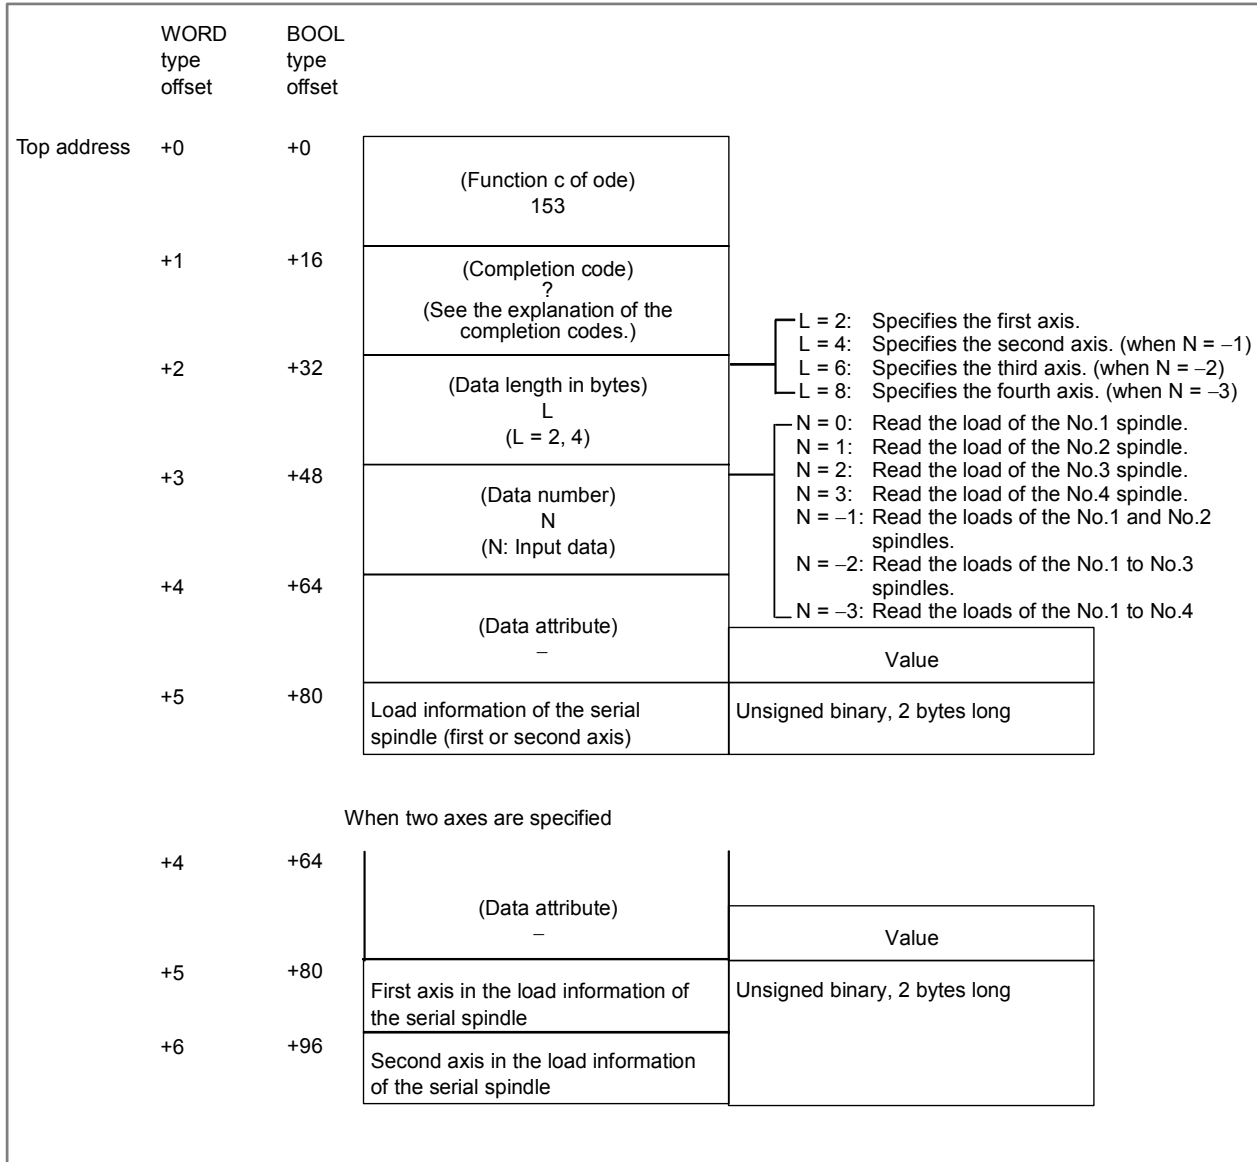 WORD type offset
BOOL type offset
Top address +0 +0
(Function c of ode)
153
+1 +16
(Completion code)
?
(See the explanation of the
completion codes.)
+2 +32
(Data length in bytes)
L
(L = 2, 4)
L = 2: Specifies the first axis.
L = 4: Specifies the second axis. (when N = −1)
L = 6: Specifies the third axis. (when N = −2)
L = 8: Specifies the fourth axis. (when N = −3)
+3 +48
(Data number)
N
(N: Input data)
N = 0: Read the load of the No.1 spindle.
N = 1: Read the load of the No.2 spindle.
N = 2: Read the load of the No.3 spindle.
N = 3: Read the load of the No.4 spindle.
N = −1: Read the loads of the No.1 and No.2
spindles.
N = −2: Read the loads of the No.1 to No.3
spindles.
N = −3: Read the loads of the No.1 to No.4
+4 +64
(Data attribute)
−
Value
+5 +80
Load information of the serial
spindle (first or second axis)
Unsigned binary, 2 bytes long
When two axes are specified
+4 +64
(Data attribute)
−
Value
+5 +80
First axis in the load information of
the serial spindle
Unsigned binary, 2 bytes long
+6 +96
Second axis in the load information
of the serial spindle